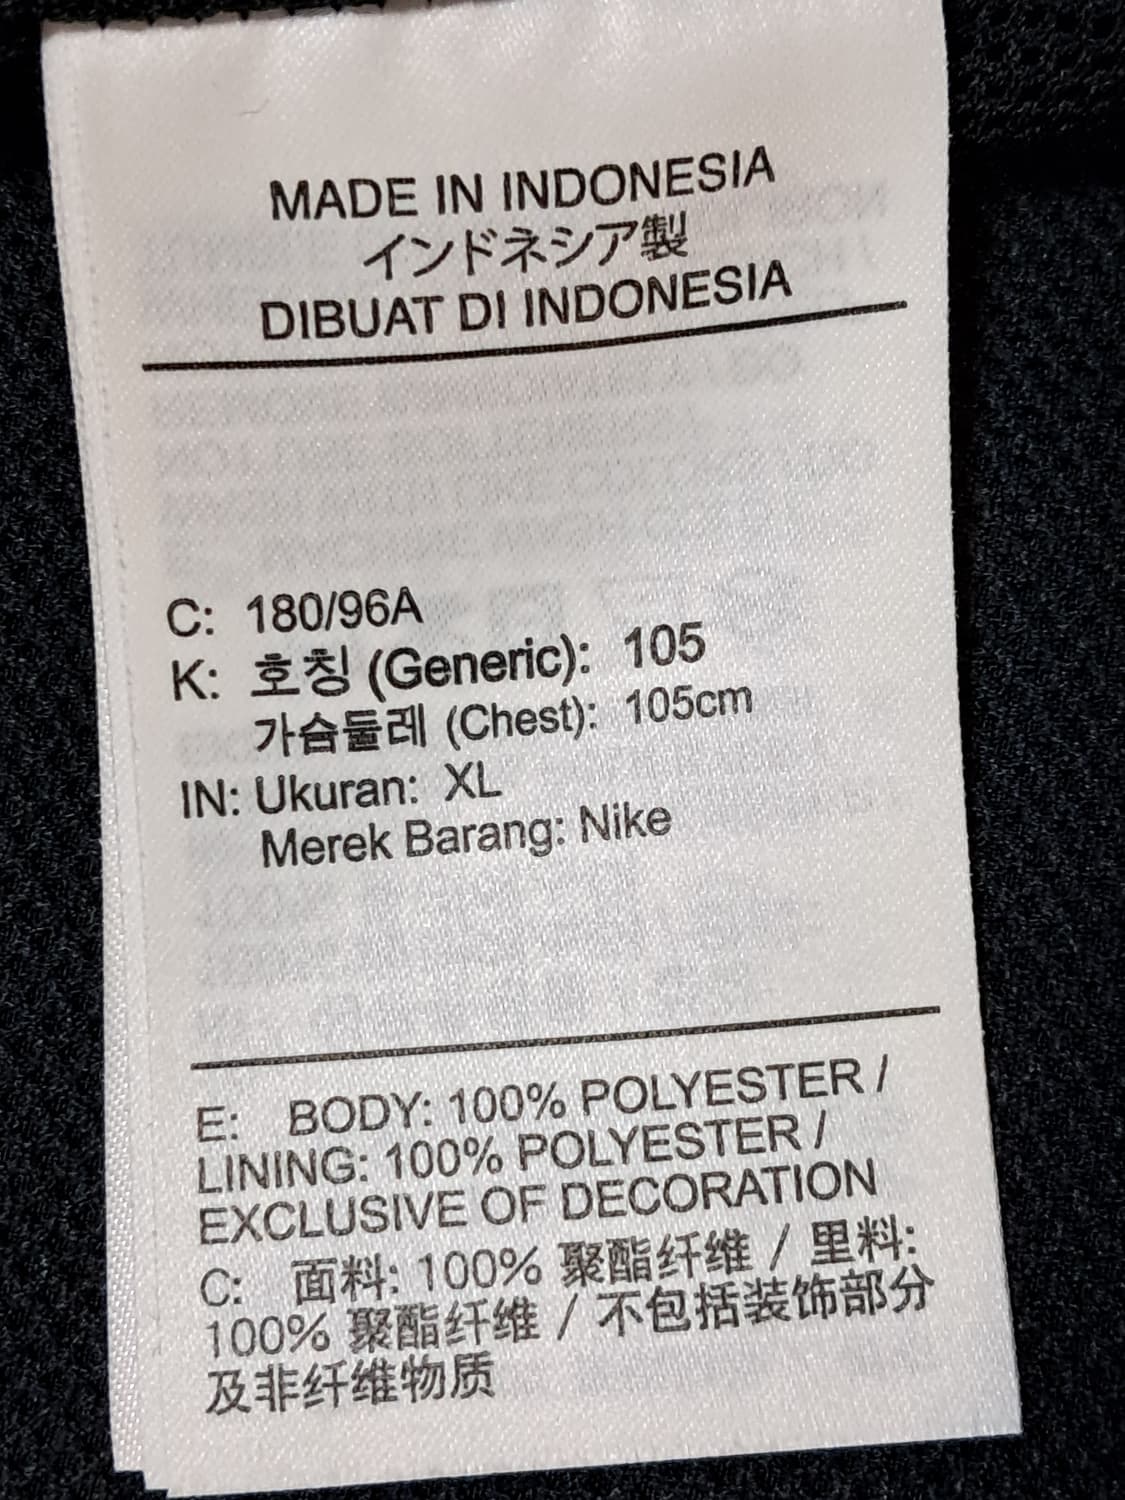 MADE IN INDONESIA
インドネシア製
DIBUAT DI INDONESIA
C: 180/96A
K: 호칭 (Generic): 105
가슴둘레 (Chest): 105cm
IN: Ukuran: XL
Merek Barang: Nike
E: BODY: 100% POLYESTER /
LINING: 100% POLYESTER /
EXCLUSIVE OF DECORATION
C: 面料: 100% 聚酯纤维 / 里料:
100% 聚酯纤维 / 不包括装饰部分
及非纤维物质